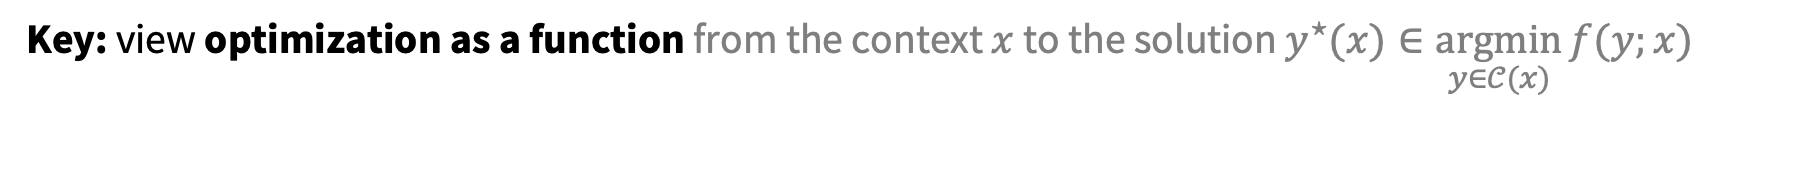 Key: view optimization as a function from the context x to the solution y*(x) ∈ argmin f(y; x)
y∈𝒞(x)